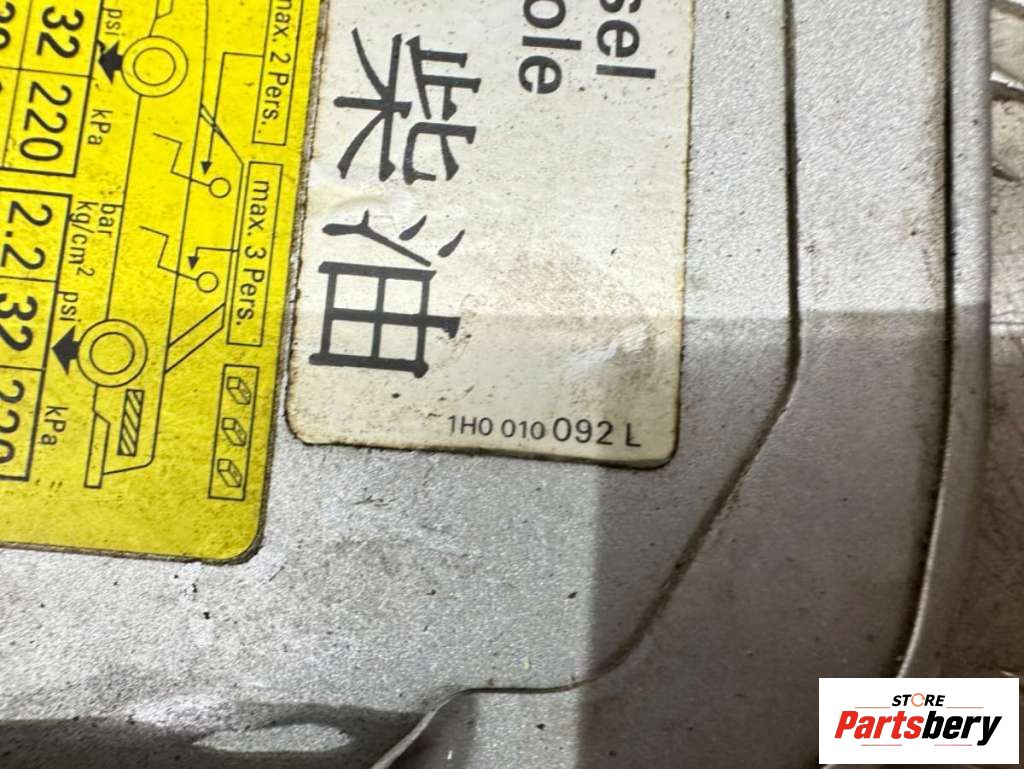 sel
ole
柴油
1H0 010 092 L
max. 2 Pers.
max. 3 Pers.
psi
kPa
32 220
bar
kg/cm²
psi
kPa
2.2 32 220
STORE
Partsbery